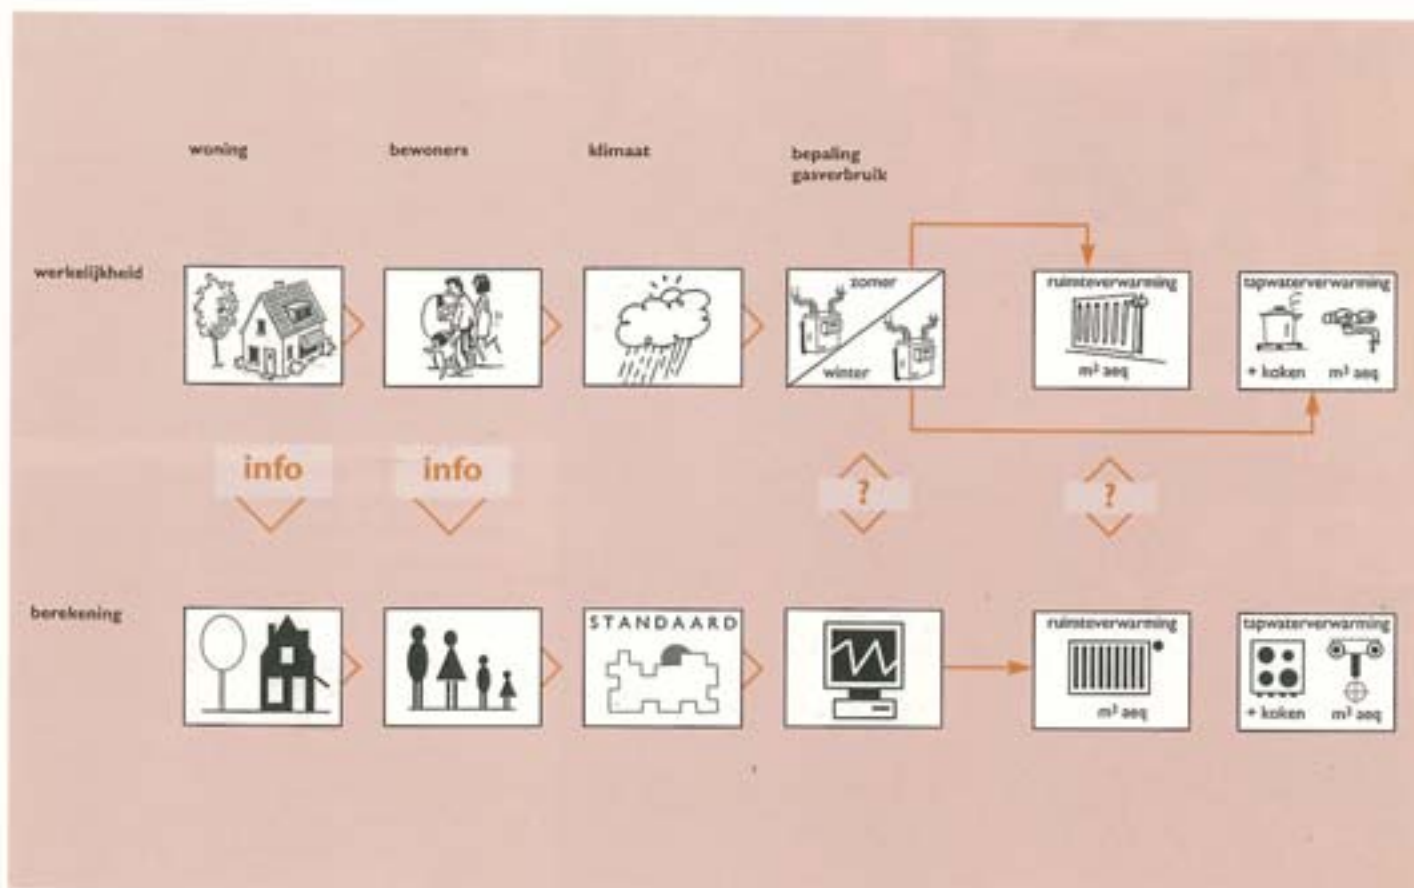 woning
bewoners
klimaat
bepaling
gasverbruik
werkelijkheid
zomer
winter
ruimteverwarming
m³ aeq
tapwaterverwarming
+ koken m³ aeq
info
info
?
?
berekening
STANDAARD
ruimteverwarming
m³ aeq
tapwaterverwarming
+ koken m³ aeq